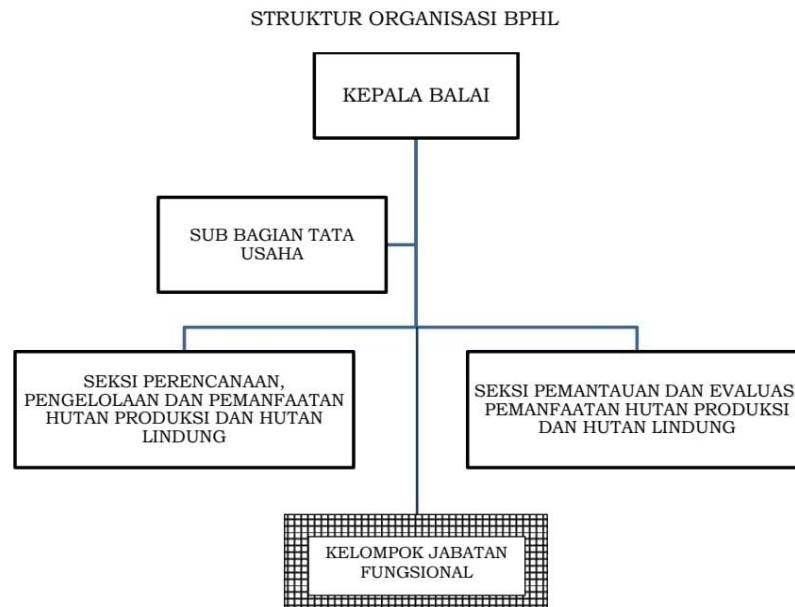 STRUKTUR ORGANISASI BPHL
KEPALA BALAI
SUB BAGIAN TATA
USAHA
SEKSI PERENCANAAN,
PENGELOLAAN DAN PEMANFAATAN
HUTAN PRODUKSI DAN HUTAN
LINDUNG
SEKSI PEMANTAUAN DAN EVALUASI
PEMANFAATAN HUTAN PRODUKSI
DAN HUTAN LINDUNG
KELOMPOK JABATAN
FUNGSIONAL